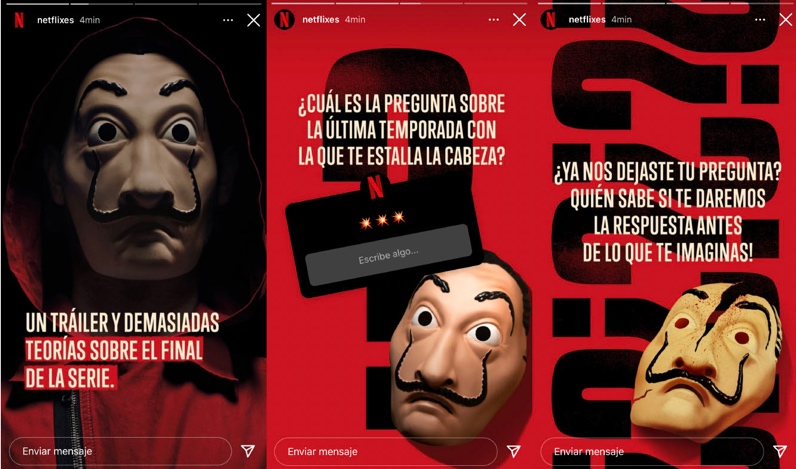 netflixes 4min
UN TRÁILER Y DEMASIADAS
TEORÍAS SOBRE EL FINAL
DE LA SERIE.
Enviar mensaje
N netflixes 4min
¿CUÁL ES LA PREGUNTA SOBRE
LA ÚLTIMA TEMPORADA CON
LA QUE TE ESTALLA LA CABEZA?
N
Escribe algo...
Enviar mensaje
N netflixes 4min
¿YA NOS DEJASTE TU PREGUNTA?
QUIÉN SABE SI TE DAREMOS
LA RESPUESTA ANTES
DE LO QUE TE IMAGINAS!
Enviar mensaje